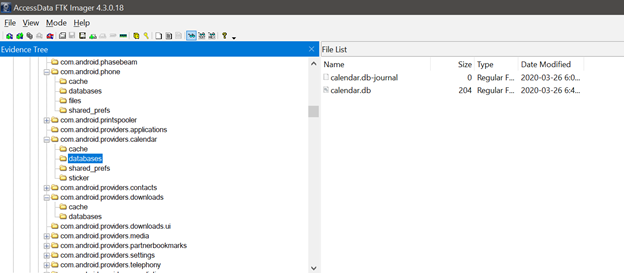 AccessData FTK Imager 4.3.0.18
File View Mode Help
Evidence Tree
com.android.phasebeam
com.android.phone
cache
databases
files
shared_prefs
com.android.printspooler
com.android.providers.applications
com.android.providers.calendar
cache
databases
shared_prefs
sticker
com.android.providers.contacts
com.android.providers.downloads
cache
databases
com.android.providers.downloads.ui
com.android.providers.media
com.android.providers.partnerbookmarks
com.android.providers.settings
com.android.providers.telephony
File List
Name Size Type Date Modified
calendar.db-journal 0 Regular F... 2020-03-26 6:0...
calendar.db 204 Regular F... 2020-03-26 6:4...